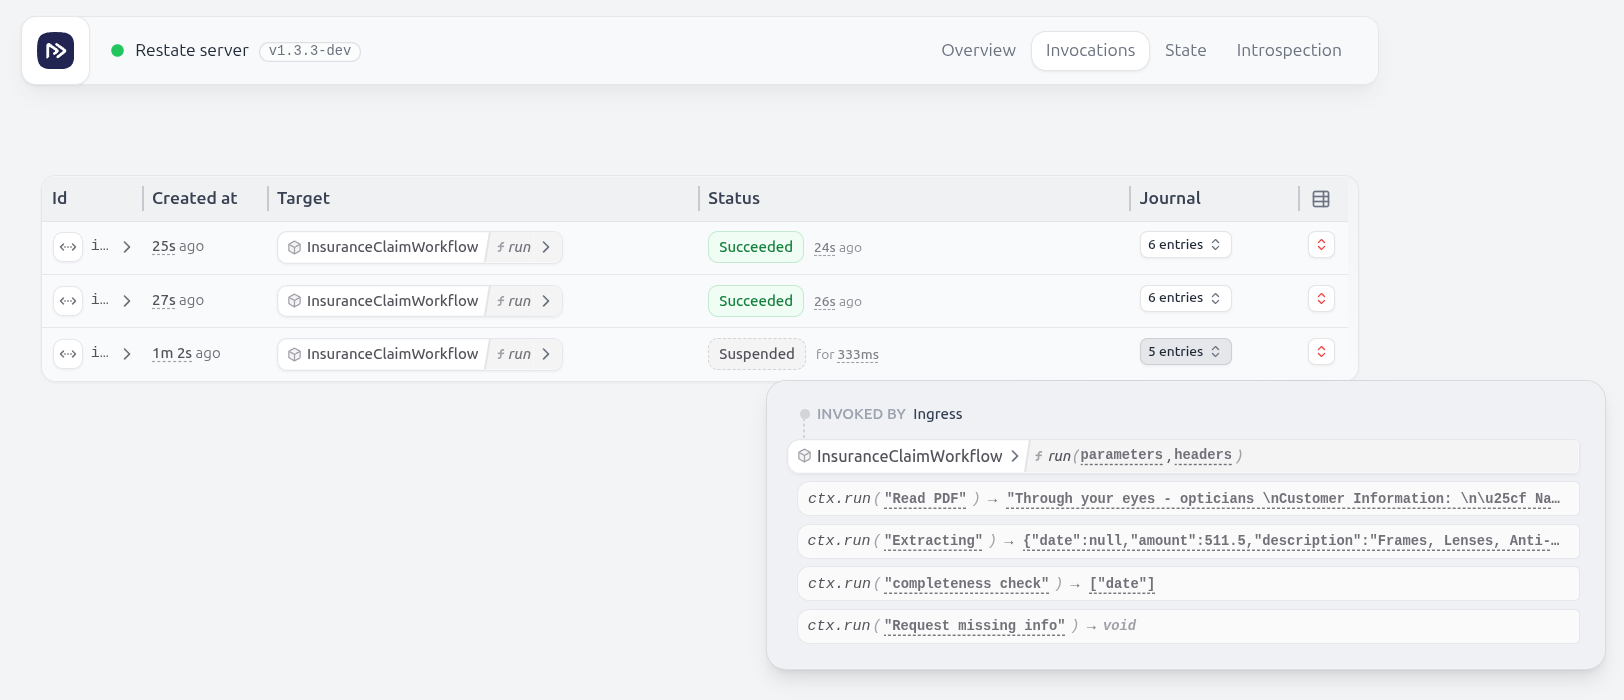 Restate server v1.3.3-dev Overview Invocations State Introspection
Id Created at Target Status Journal
i... 25s ago InsuranceClaimWorkflow run Succeeded 24s ago 6 entries
i... 27s ago InsuranceClaimWorkflow run Succeeded 26s ago 6 entries
i... 1m 2s ago InsuranceClaimWorkflow run Suspended for 333ms 5 entries
INVOKED BY Ingress
InsuranceClaimWorkflow run(parameters,headers)
ctx.run("Read PDF") → "Through your eyes - opticians \nCustomer Information: \n\u25cf Na…
ctx.run("Extracting") → {"date":null,"amount":511.5,"description":"Frames, Lenses, Anti-…
ctx.run("completeness check") → ["date"]
ctx.run("Request missing info") → void